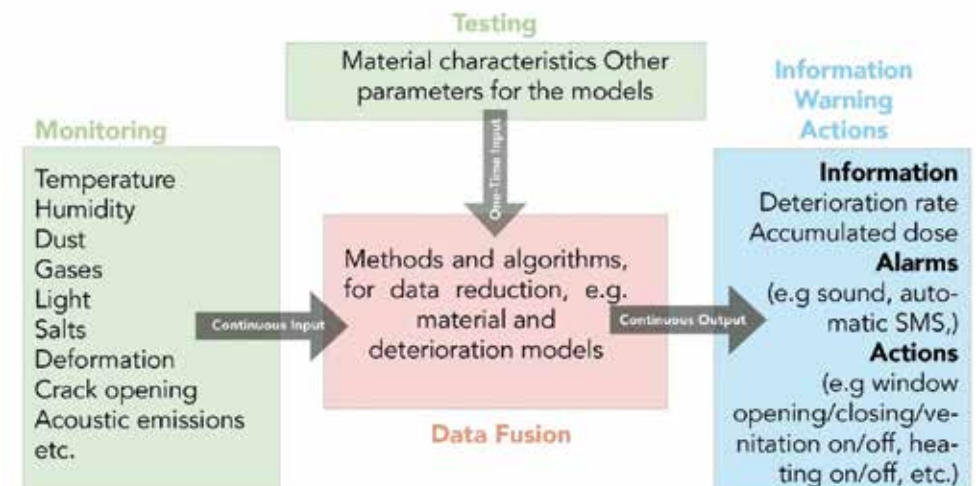 Testing
Material characteristics Other
parameters for the models
One-Time Input
Monitoring
Temperature
Humidity
Dust
Gases
Light
Salts
Deformation
Crack opening
Acoustic emissions
etc.
Continuous Input
Methods and algorithms,
for data reduction, e.g.
material and
deterioration models
Data Fusion
Continuous Output
Information
Warning
Actions
Information
Deterioration rate
Accumulated dose
Alarms
(e.g sound, auto-
matic SMS,)
Actions
(e.g window
opening/closing/ve-
nitation on/off, hea-
ting on/off, etc.)